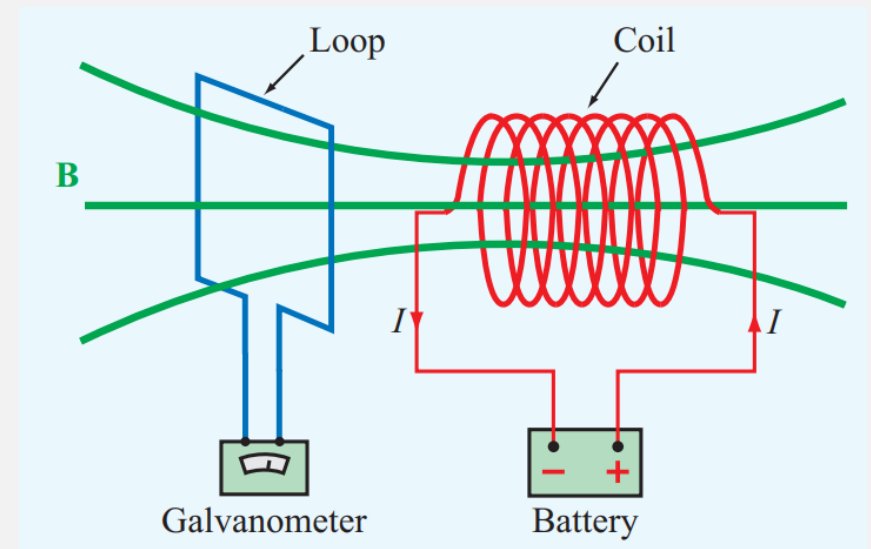 Loop
Coil
B
I
I
− +
Galvanometer
Battery